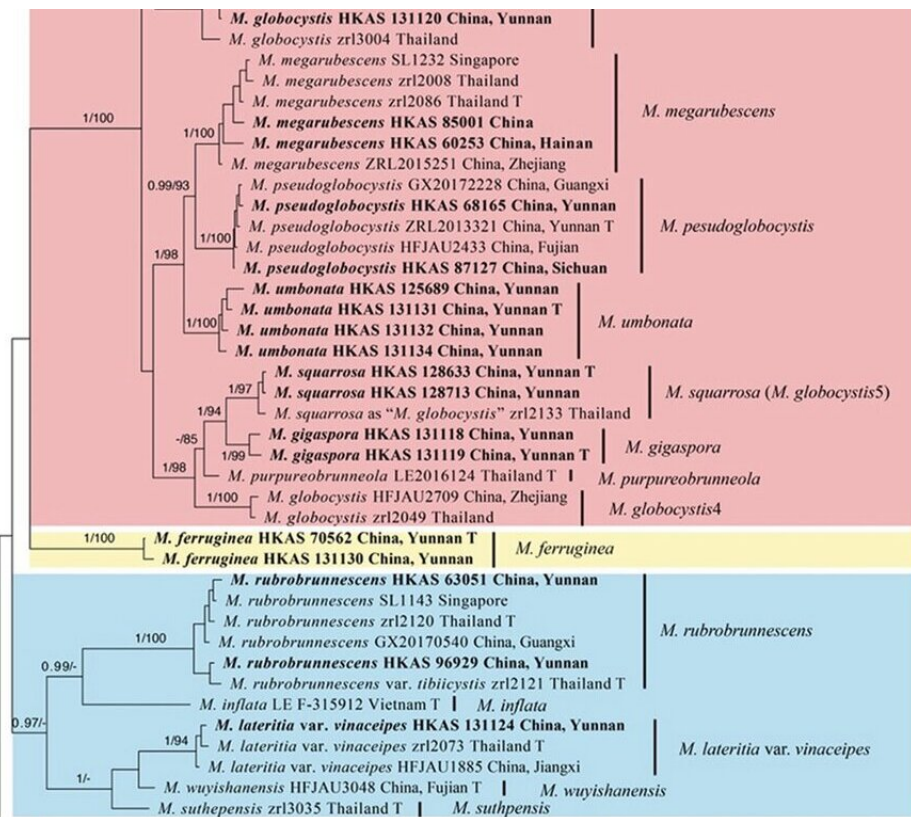 M. globocystis HKAS 131120 China, Yunnan
M. globocystis zrl3004 Thailand
M. megarubescens SL1232 Singapore
M. megarubescens zrl2008 Thailand
1/100
M. megarubescens zrl2086 Thailand T
M. megarubescens
1/100
M. megarubescens HKAS 85001 China
M. megarubescens HKAS 60253 China, Hainan
M. megarubescens ZRL2015251 China, Zhejiang
0.99/93
M. pseudoglobocystis GX20172228 China, Guangxi
M. pseudoglobocystis HKAS 68165 China, Yunnan
M. pseudoglobocystis ZRL2013321 China, Yunnan T
M. pesudoglobocystis
1/100
M. pseudoglobocystis HFJAU2433 China, Fujian
1/98
M. pseudoglobocystis HKAS 87127 China, Sichuan
M. umbonata HKAS 125689 China, Yunnan
M. umbonata HKAS 131131 China, Yunnan T
M. umbonata
1/100
M. umbonata HKAS 131132 China, Yunnan
M. umbonata HKAS 131134 China, Yunnan
M. squarrosa HKAS 128633 China, Yunnan T
1/97
M. squarrosa HKAS 128713 China, Yunnan
M. squarrosa (M. globocystis5)
1/94
M. squarrosa as “M. globocystis” zrl2133 Thailand
-/85
M. gigaspora HKAS 131118 China, Yunnan
M. gigaspora
1/99
M. gigaspora HKAS 131119 China, Yunnan T
1/98
M. purpureobrunneola LE2016124 Thailand T
M. purpureobrunneola
1/100
M. globocystis HFJAU2709 China, Zhejiang
M. globocystis4
M. globocystis zrl2049 Thailand
1/100
M. ferruginea HKAS 70562 China, Yunnan T
M. ferruginea
M. ferruginea HKAS 131130 China, Yunnan
M. rubrobrunnescens HKAS 63051 China, Yunnan
M. rubrobrunnescens SL1143 Singapore
M. rubrobrunnescens zrl2120 Thailand T
M. rubrobrunnescens
1/100
M. rubrobrunnescens GX20170540 China, Guangxi
0.99/-
M. rubrobrunnescens HKAS 96929 China, Yunnan
M. rubrobrunnescens var. tibiicystis zrl2121 Thailand T
M. inflata LE F-315912 Vietnam T
M. inflata
0.97/-
M. lateritia var. vinaceipes HKAS 131124 China, Yunnan
1/94
M. lateritia var. vinaceipes zrl2073 Thailand T
M. lateritia var. vinaceipes
M. lateritia var. vinaceipes HFJAU1885 China, Jiangxi
1/-
M. wuyishanensis HFJAU3048 China, Fujian T
M. wuyishanensis
M. suthepensis zrl3035 Thailand T
M. suthpensis